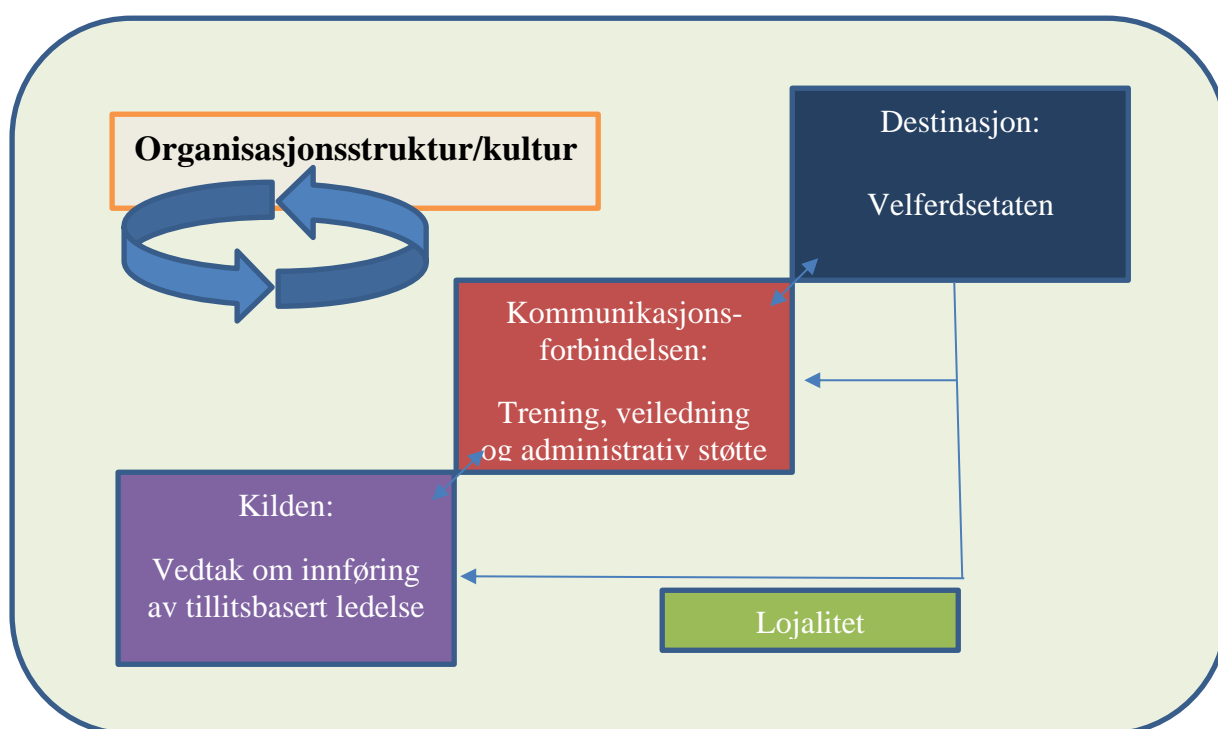 Organisasjonsstruktur/kultur
Destinasjon:
Velferdsetaten
Kommunikasjons-
forbindelsen:
Trening, veiledning
og administrativ støtte
Kilden:
Vedtak om innføring
av tillitsbasert ledelse
Lojalitet